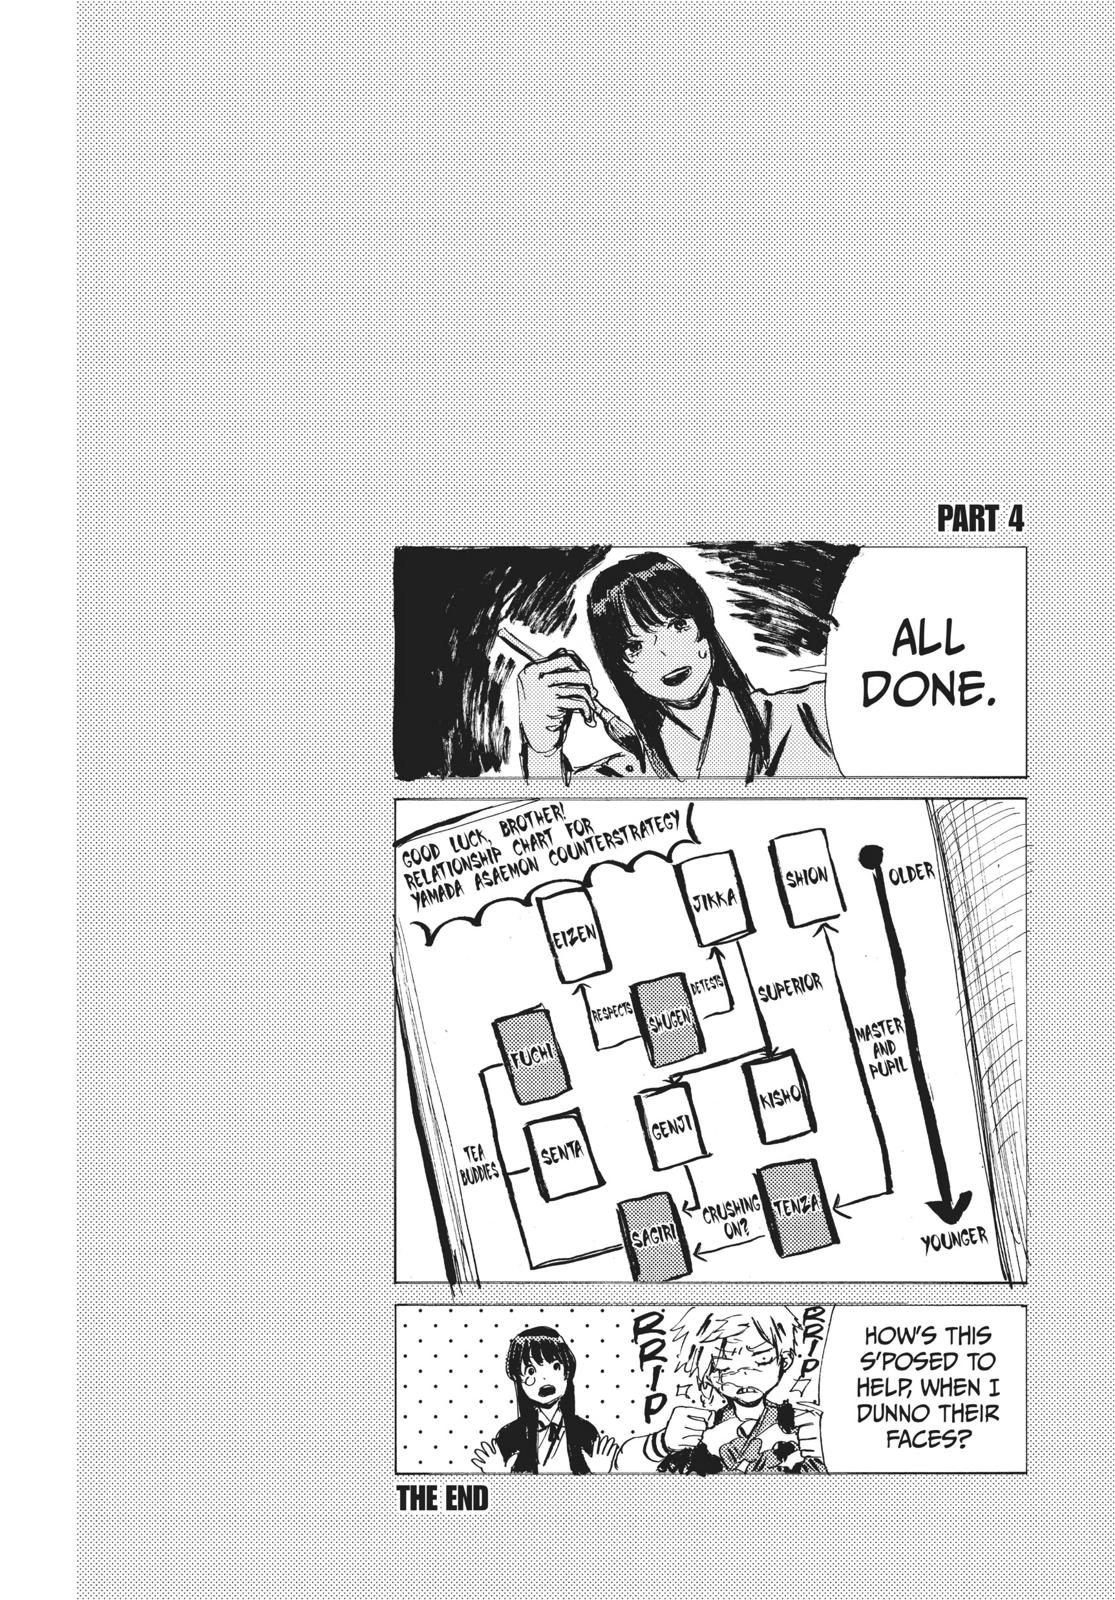 PART 4
ALL
DONE.
GOOD LUCK, BROTHER!
RELATIONSHIP CHART FOR
YAMADA ASAEMON COUNTERSTRATEGY
EIZEN
JIKKA
SHION
OLDER
RESPECTS
SHUGEN
DETESTS
SUPERIOR
FUCHI
MASTER
AND
PUPIL
GENJI
KISHO
TEA
BUDDIES
SENTA
SAGIRI
CRUSHING
ON?
TENZA
YOUNGER
HOW'S THIS
S'POSED TO
HELP, WHEN I
DUNNO THEIR
FACES?
RRIP
RRIP
THE END